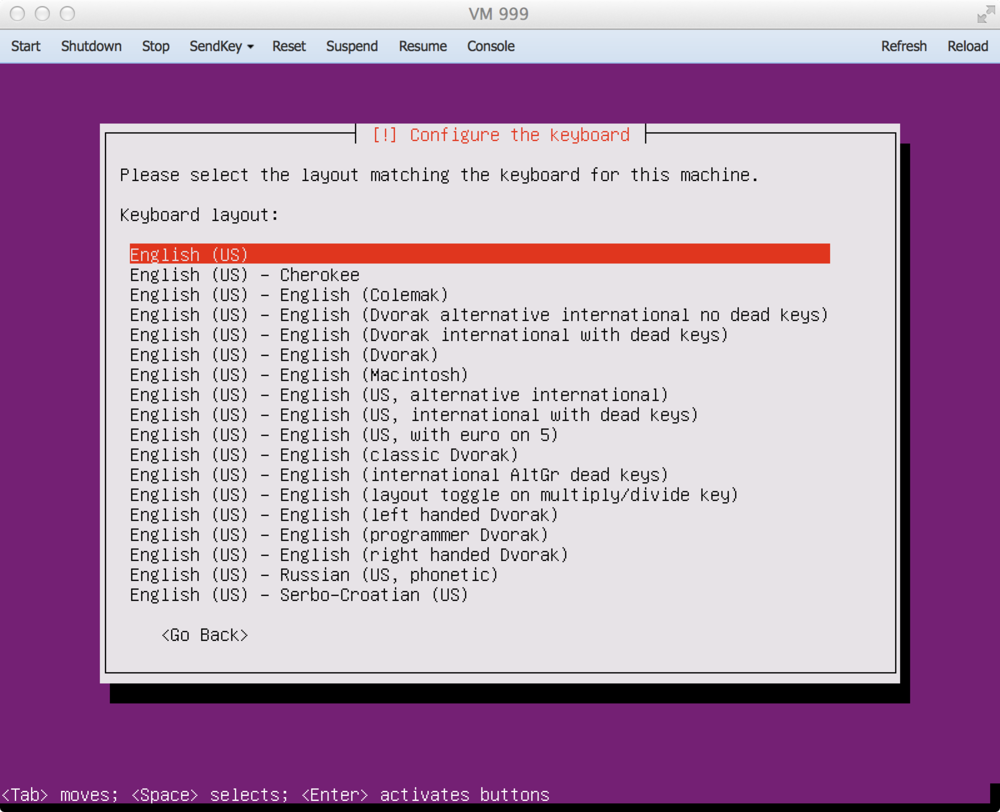 VM 999
Start Shutdown Stop SendKey Reset Suspend Resume Console Refresh Reload
[!] Configure the keyboard
Please select the layout matching the keyboard for this machine.
Keyboard layout:
English (US)
English (US) - Cherokee
English (US) - English (Colemak)
English (US) - English (Dvorak alternative international no dead keys)
English (US) - English (Dvorak international with dead keys)
English (US) - English (Dvorak)
English (US) - English (Macintosh)
English (US) - English (US, alternative international)
English (US) - English (US, international with dead keys)
English (US) - English (US, with euro on 5)
English (US) - English (classic Dvorak)
English (US) - English (international AltGr dead keys)
English (US) - English (layout toggle on multiply/divide key)
English (US) - English (left handed Dvorak)
English (US) - English (programmer Dvorak)
English (US) - English (right handed Dvorak)
English (US) - Russian (US, phonetic)
English (US) - Serbo-Croatian (US)
<Go Back>
<Tab> moves; <Space> selects; <Enter> activates buttons